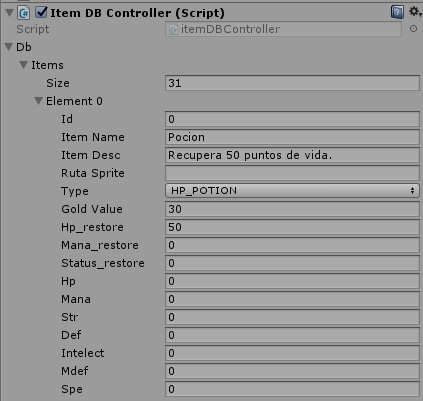 Item DB Controller (Script)
Script itemDBController
Db
Items
Size 31
Element 0
Id 0
Item Name Pocion
Item Desc Recupera 50 puntos de vida.
Ruta Sprite
Type HP_POTION
Gold Value 30
Hp_restore 50
Mana_restore 0
Status_restore 0
Hp 0
Mana 0
Str 0
Def 0
Intelect 0
Mdef 0
Spe 0